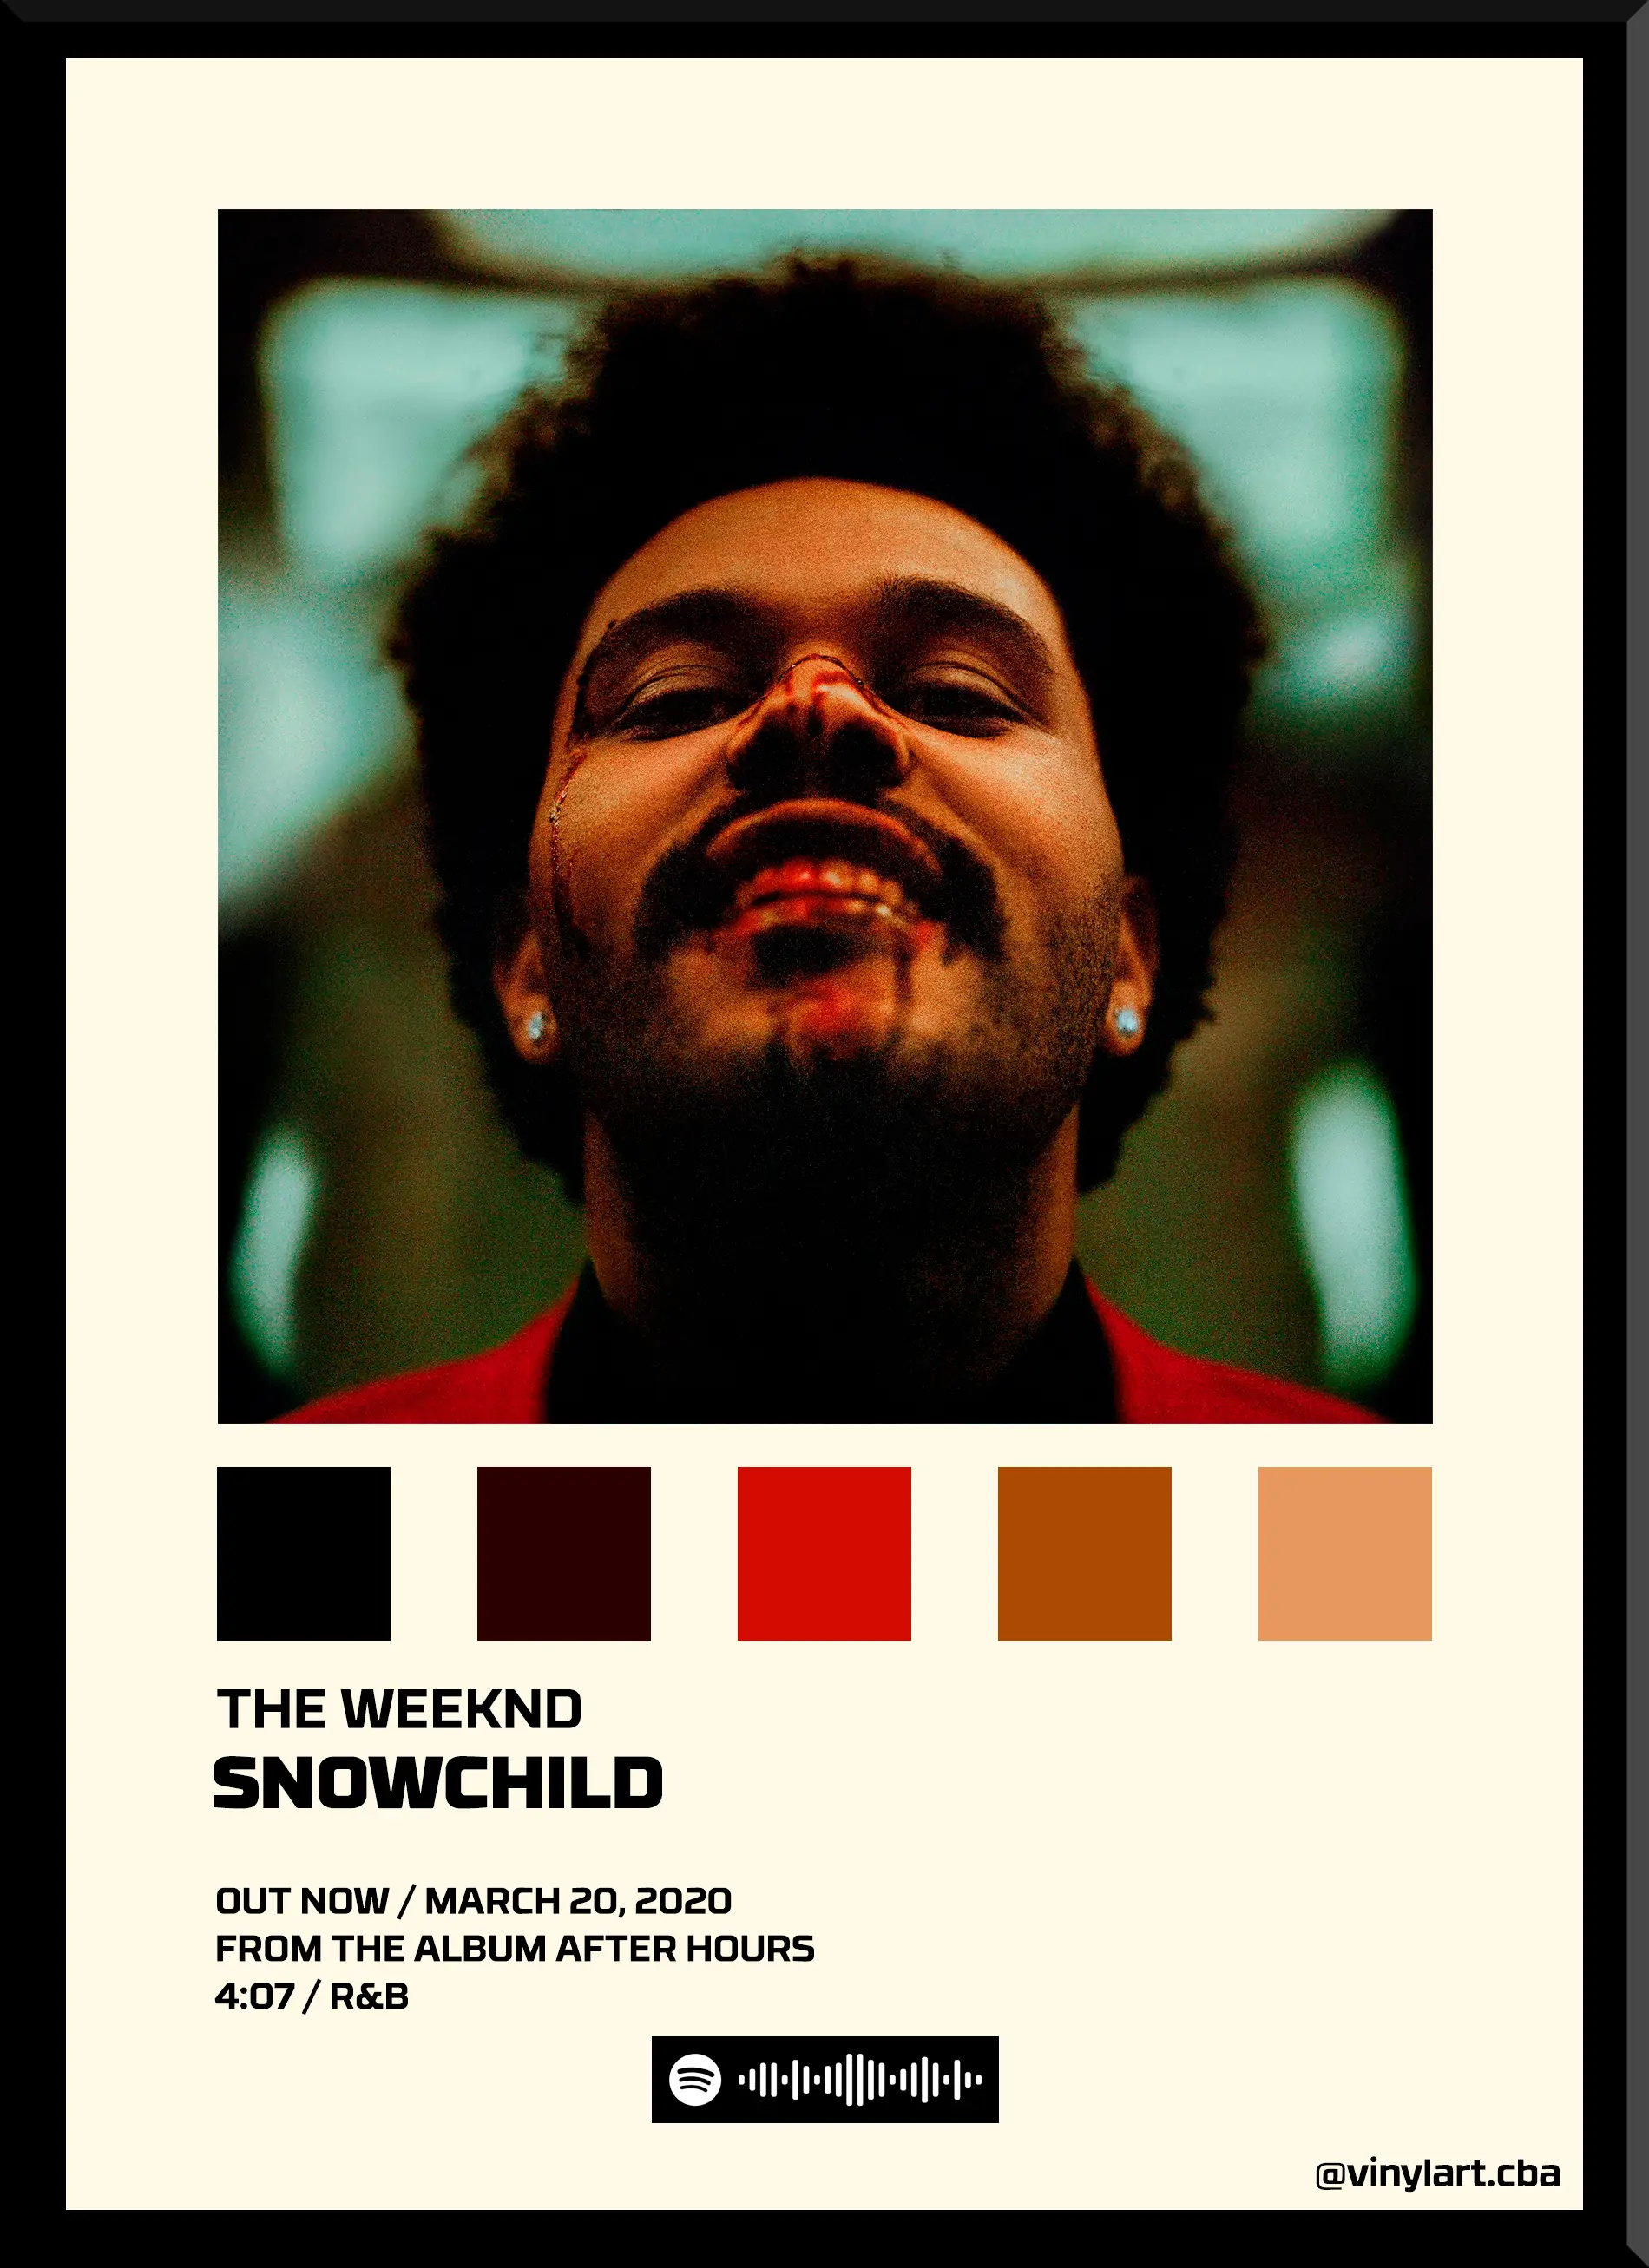 THE WEEKND
SNOWCHILD
OUT NOW / MARCH 20, 2020
FROM THE ALBUM AFTER HOURS
4:07 / R&B
@vinylart.cba